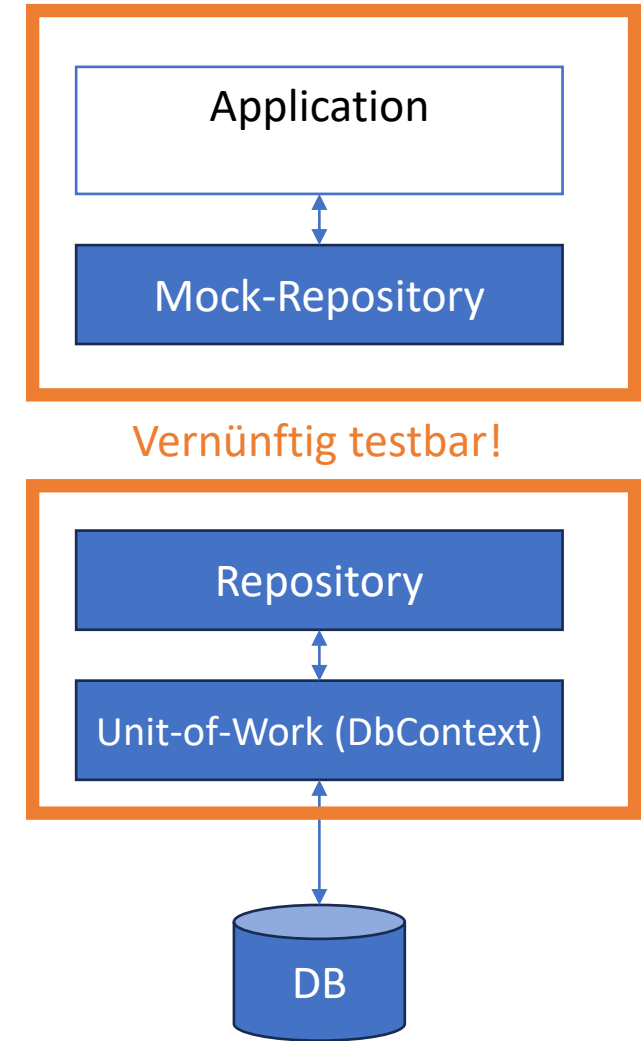 Application
Mock-Repository
Vernünftig testbar!
Repository
Unit-of-Work (DbContext)
DB